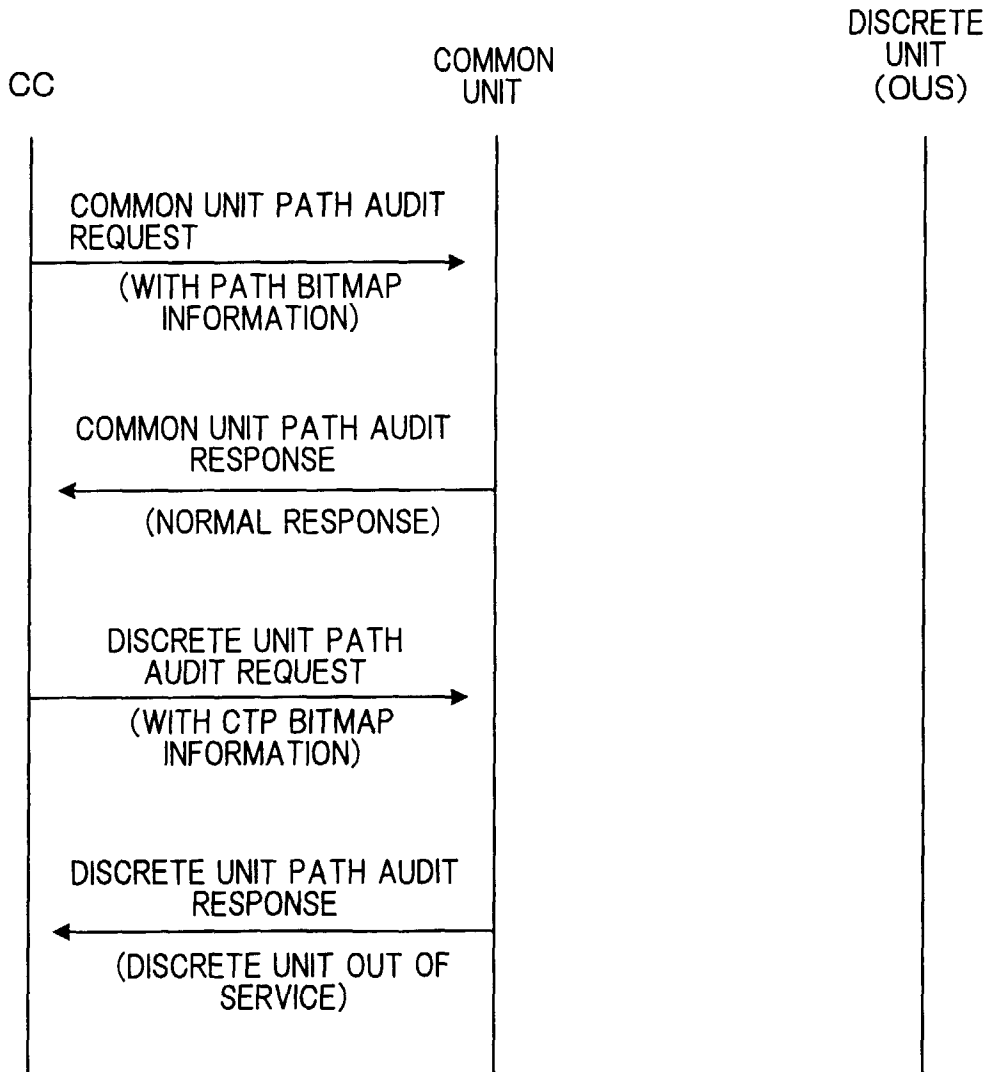 CC
COMMON
UNIT
DISCRETE
UNIT
(OUS)
COMMON UNIT PATH AUDIT
REQUEST
(WITH PATH BITMAP
INFORMATION)
COMMON UNIT PATH AUDIT
RESPONSE
(NORMAL RESPONSE)
DISCRETE UNIT PATH
AUDIT REQUEST
(WITH CTP BITMAP
INFORMATION)
DISCRETE UNIT PATH AUDIT
RESPONSE
(DISCRETE UNIT OUT OF
SERVICE)